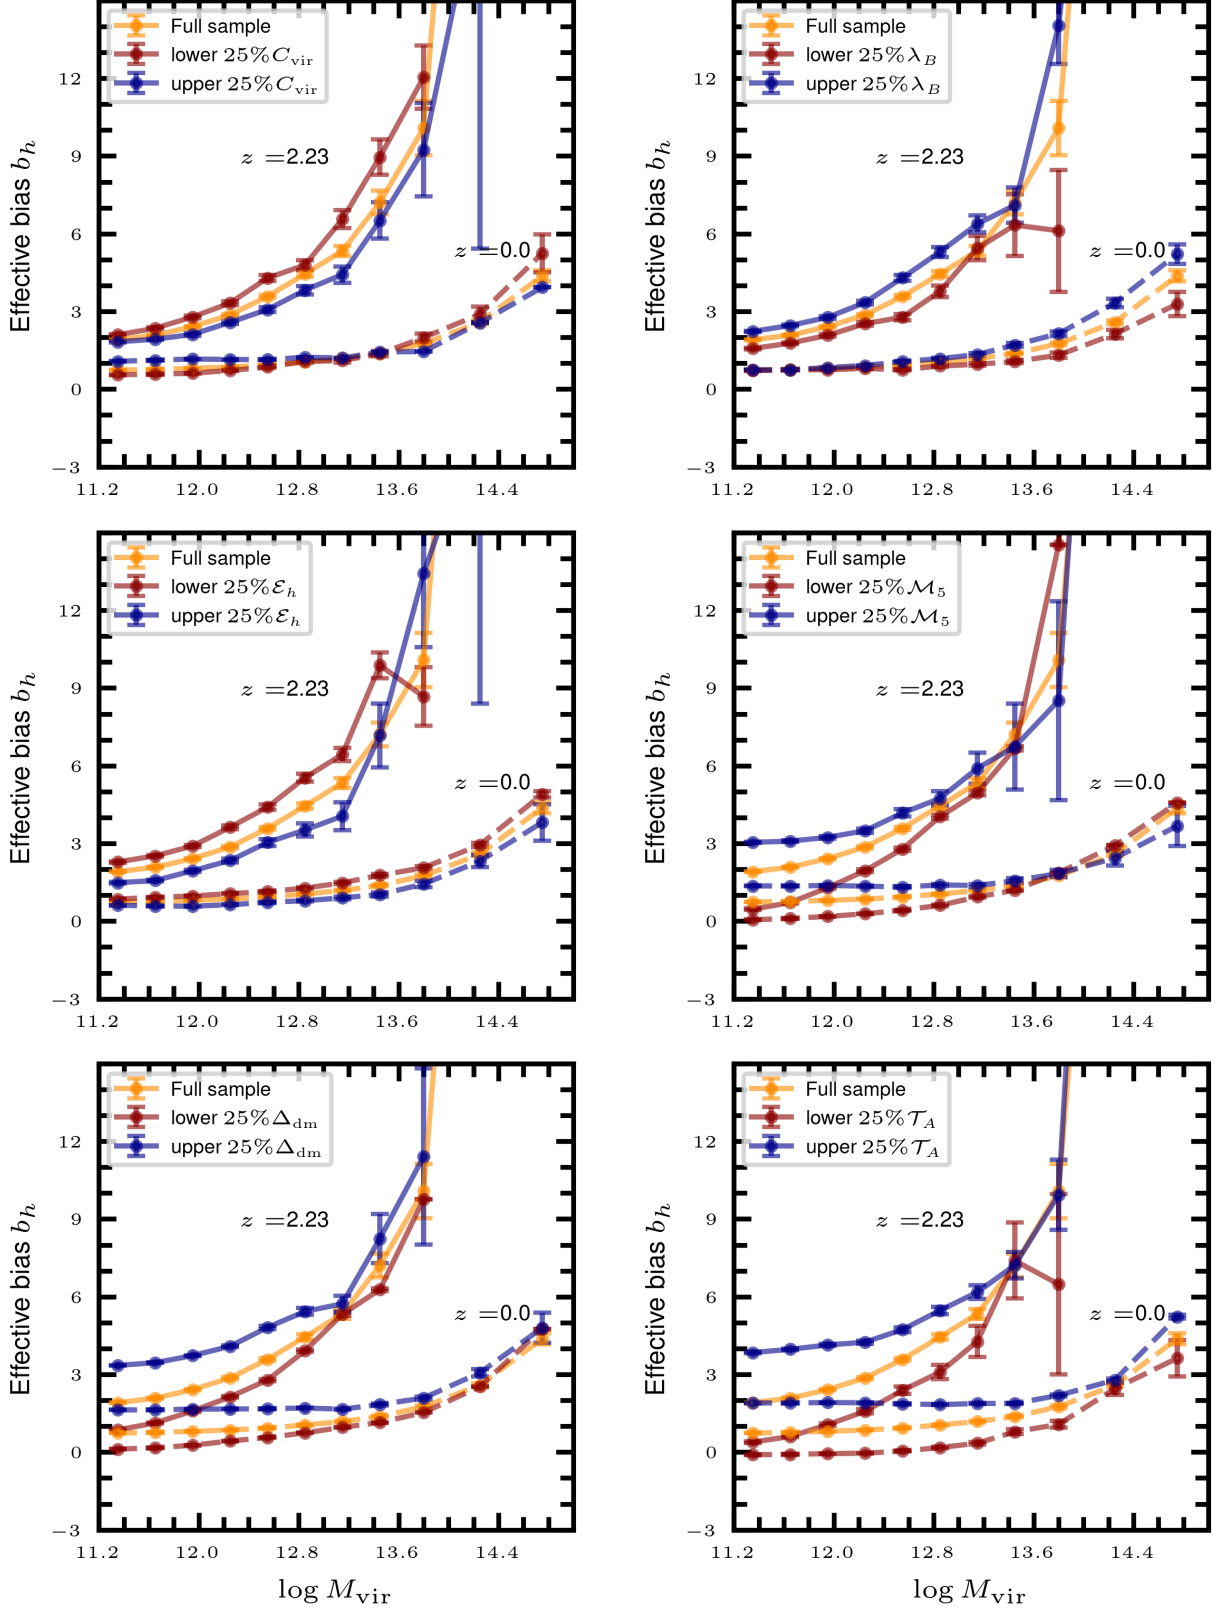 Full sample
lower 25% C_vir
upper 25% C_vir
z = 2.23
z = 0.0
Effective bias b_h
12
9
6
3
0
−3
11.2 12.0 12.8 13.6 14.4
Full sample
lower 25% λ_B
upper 25% λ_B
z = 2.23
z = 0.0
Effective bias b_h
12
9
6
3
0
−3
11.2 12.0 12.8 13.6 14.4
Full sample
lower 25% ℰ_h
upper 25% ℰ_h
z = 2.23
z = 0.0
Effective bias b_h
12
9
6
3
0
−3
11.2 12.0 12.8 13.6 14.4
Full sample
lower 25% ℳ_5
upper 25% ℳ_5
z = 2.23
z = 0.0
Effective bias b_h
12
9
6
3
0
−3
11.2 12.0 12.8 13.6 14.4
Full sample
lower 25% Δ_dm
upper 25% Δ_dm
z = 2.23
z = 0.0
Effective bias b_h
12
9
6
3
0
−3
11.2 12.0 12.8 13.6 14.4
log M_vir
Full sample
lower 25% 𝒯_A
upper 25% 𝒯_A
z = 2.23
z = 0.0
Effective bias b_h
12
9
6
3
0
−3
11.2 12.0 12.8 13.6 14.4
log M_vir